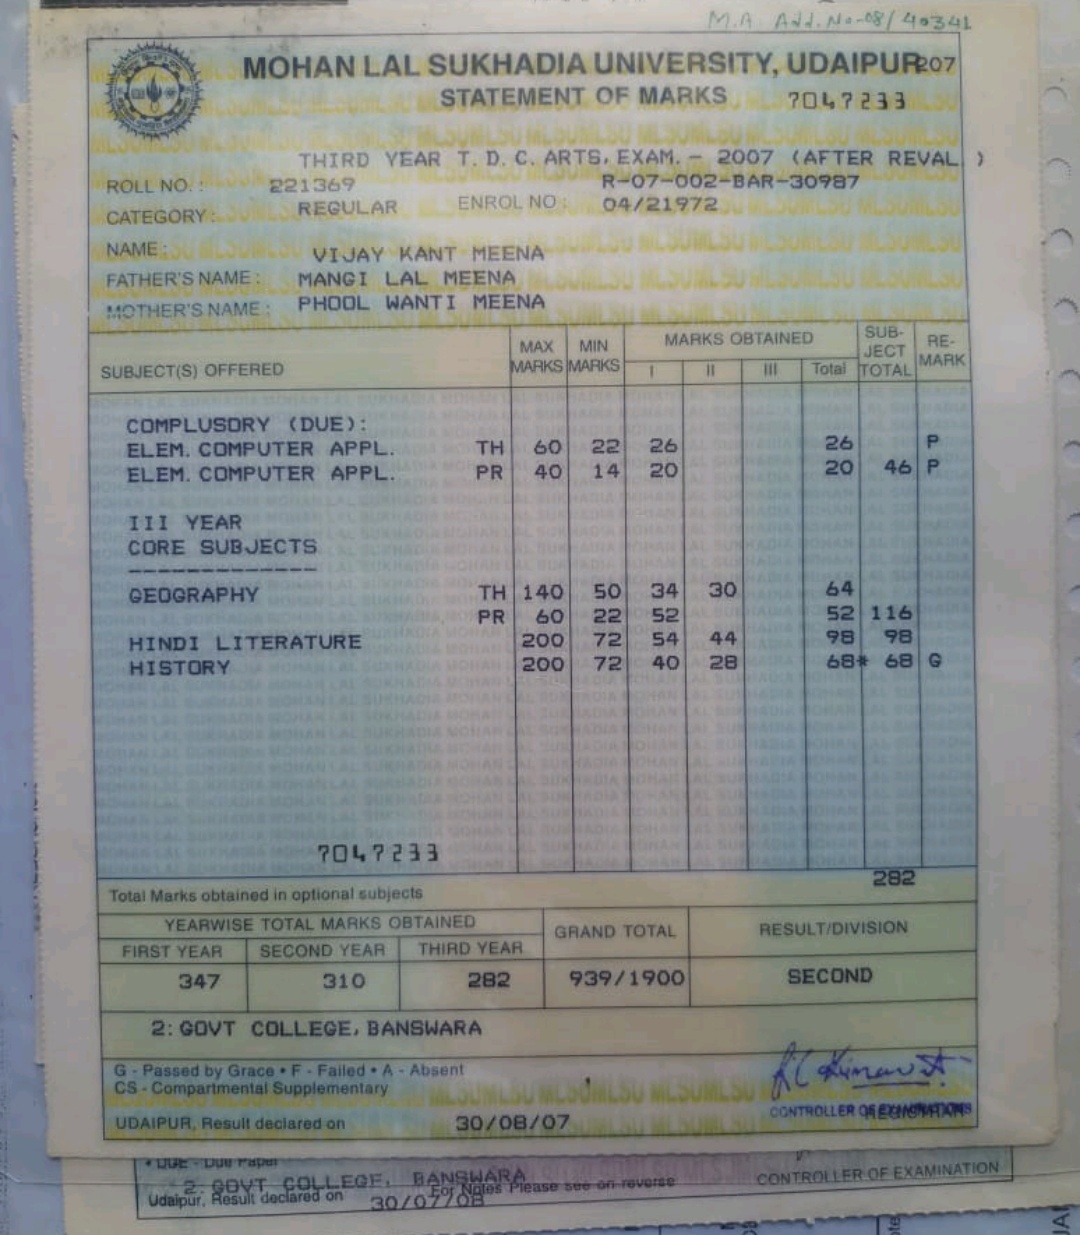 M.A. Add. No-08/40341
MOHAN LAL SUKHADIA UNIVERSITY, UDAIPUR 207
STATEMENT OF MARKS 7047233
THIRD YEAR T. D. C. ARTS, EXAM. - 2007 (AFTER REVAL. )
ROLL NO. : 221369 R-07-002-BAR-30987
CATEGORY : REGULAR ENROL NO : 04/21972
NAME : VIJAY KANT MEENA
FATHER'S NAME : MANGI LAL MEENA
MOTHER'S NAME : PHOOL WANTI MEENA
SUBJECT(S) OFFERED MAX MARKS MIN MARKS MARKS OBTAINED I II III Total SUB-JECT TOTAL RE-MARK
COMPLUSORY (DUE):
ELEM. COMPUTER APPL. TH 60 22 26 26 P
ELEM. COMPUTER APPL. PR 40 14 20 20 46 P
III YEAR
CORE SUBJECTS
-------------
GEOGRAPHY TH 140 50 34 30 64
PR 60 22 52 52 116
HINDI LITERATURE 200 72 54 44 98 98
HISTORY 200 72 40 28 68* 68 G
7047233
Total Marks obtained in optional subjects 282
YEARWISE TOTAL MARKS OBTAINED GRAND TOTAL RESULT/DIVISION
FIRST YEAR SECOND YEAR THIRD YEAR
347 310 282 939/1900 SECOND
2: GOVT COLLEGE, BANSWARA
G - Passed by Grace • F - Failed • A - Absent
CS - Compartmental Supplementary
CONTROLLER OF EXAMINATIONS
UDAIPUR, Result declared on 30/08/07
• DUE - Due Paper
2: GOVT COLLEGE, BANSWARA
For Notes Please see on reverse
CONTROLLER OF EXAMINATION
Udaipur, Result declared on 30/07/08